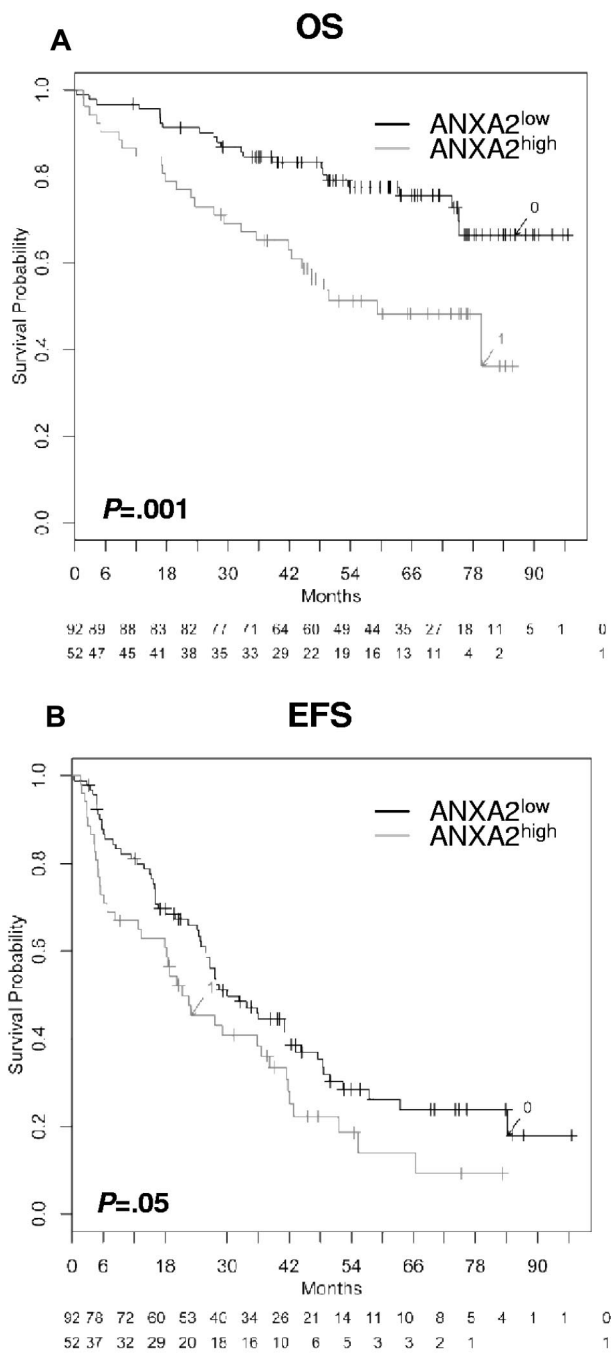 A
OS
ANXA2low
ANXA2high
Survival Probability
1.0
0.8
0.6
0.4
0.2
0.0
0
1
P=.001
0 6 18 30 42 54 66 78 90
Months
92 89 88 83 82 77 71 64 60 49 44 35 27 18 11 5 1 0
52 47 45 41 38 35 33 29 22 19 16 13 11 4 2 1
B
EFS
ANXA2low
ANXA2high
Survival Probability
1.0
0.8
0.6
0.4
0.2
0.0
1
0
P=.05
0 6 18 30 42 54 66 78 90
Months
92 78 72 60 53 40 34 26 21 14 11 10 8 5 4 1 1 0
52 37 32 29 20 18 16 10 6 5 3 3 2 1 1